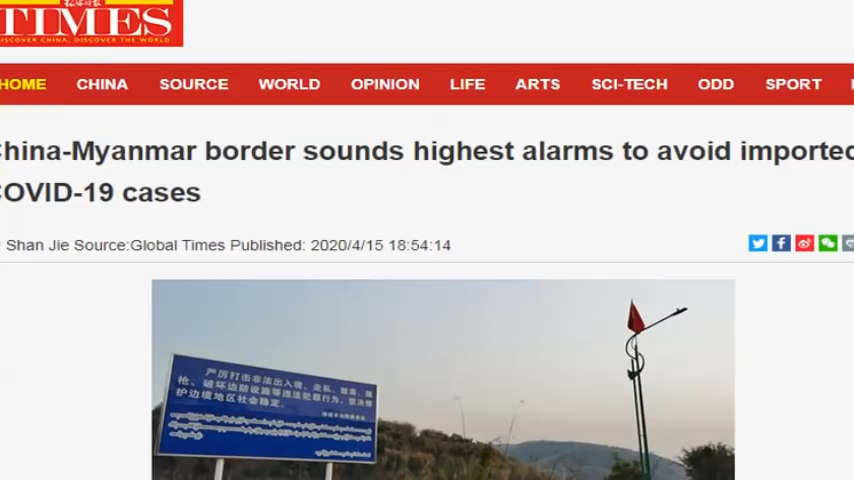 TIMES
DISCOVER CHINA, DISCOVER THE WORLD
HOME CHINA SOURCE WORLD OPINION LIFE ARTS SCI-TECH ODD SPORT
China-Myanmar border sounds highest alarms to avoid imported
COVID-19 cases
Shan Jie Source:Global Times Published: 2020/4/15 18:54:14
严厉打击非法出入境、走私、贩毒、贩
枪、破坏边防设施等违法犯罪行为，坚决维
护边境地区社会稳定。